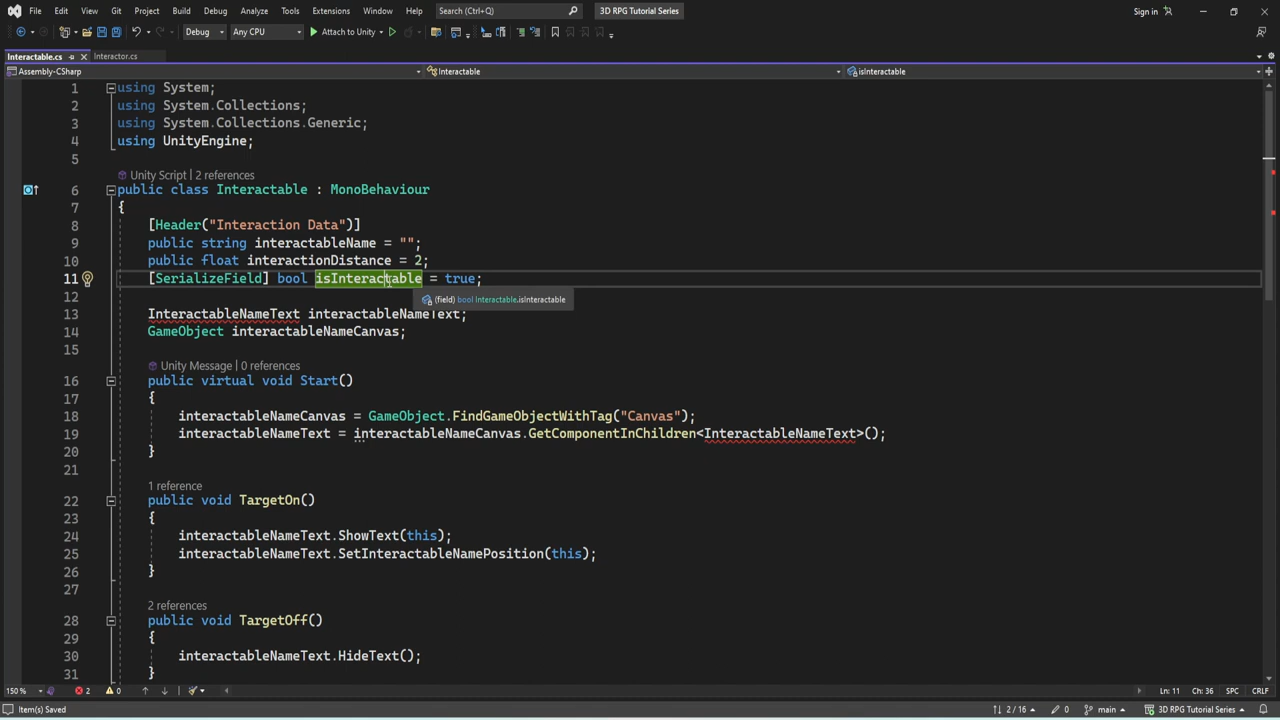 File Edit View Git Project Build Debug Analyze Tools Extensions Window Help Search (Ctrl+Q) 3D RPG Tutorial Series Sign in
Debug Any CPU Attach to Unity
Interactable.cs Interactor.cs
Assembly-CSharp Interactable isInteractable
1 using System;
2 using System.Collections;
3 using System.Collections.Generic;
4 using UnityEngine;
5
Unity Script | 2 references
6 public class Interactable : MonoBehaviour
7 {
8 [Header("Interaction Data")]
9 public string interactableName = "";
10 public float interactionDistance = 2;
11 [SerializeField] bool isInteractable = true;
12 (field) bool Interactable.isInteractable
13 InteractableNameText interactableNameText;
14 GameObject interactableNameCanvas;
15
Unity Message | 0 references
16 public virtual void Start()
17 {
18 interactableNameCanvas = GameObject.FindGameObjectWithTag("Canvas");
19 interactableNameText = interactableNameCanvas.GetComponentInChildren<InteractableNameText>();
20 }
21
1 reference
22 public void TargetOn()
23 {
24 interactableNameText.ShowText(this);
25 interactableNameText.SetInteractableNamePosition(this);
26 }
27
2 references
28 public void TargetOff()
29 {
30 interactableNameText.HideText();
31 }
150 % 2 0 Ln: 11 Ch: 36 SPC CRLF
Item(s) Saved 2 / 16 0 main 3D RPG Tutorial Series